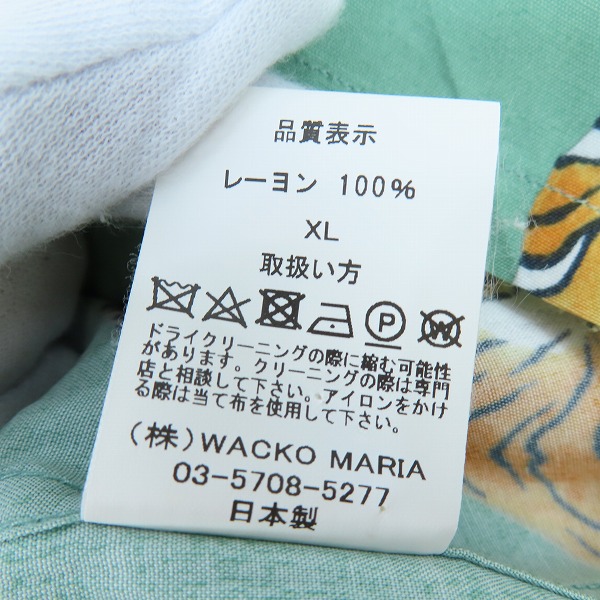 品質表示
レーヨン 100%
XL
取扱い方
P W
ドライクリーニングの際に縮む可能性
があります。クリーニングの際は専門
店と相談して下さい。アイロンをかけ
る際は当て布を使用して下さい。
(株)WACKO MARIA
03-5708-5277
日本製